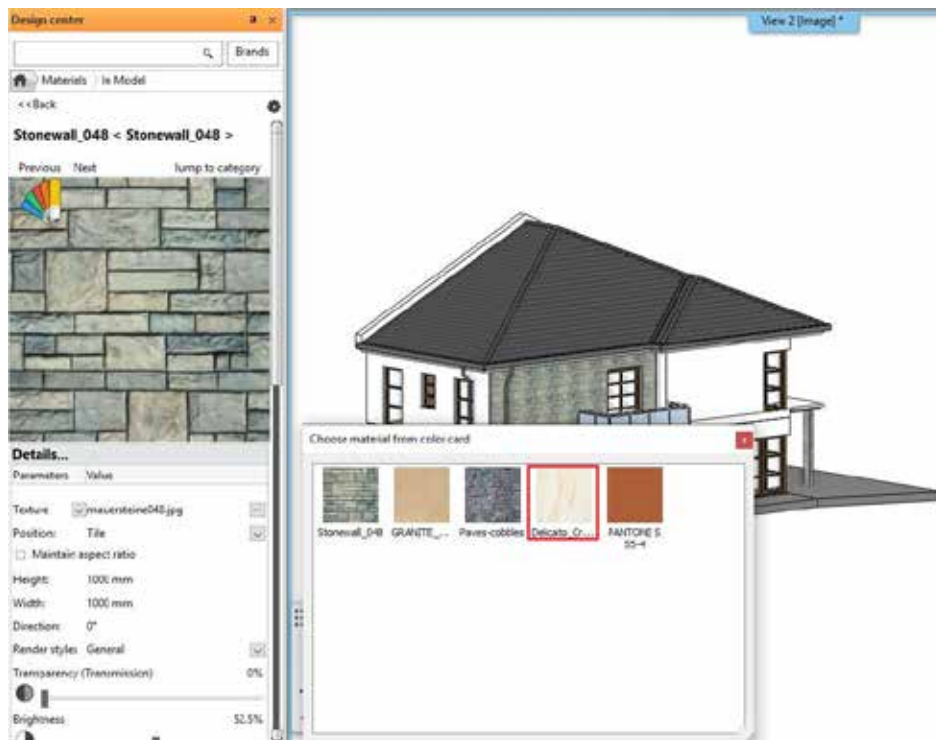 Design center
View 2 [Image] *
Brands
Materials In Model
<<Back
Stonewall_048 < Stonewall_048 >
Previous Next Jump to category
Choose material from color card
Stonewall_048 GRANITE_... Paves-cobbles Delicato_Cr... PANTONE S
55-4
Details...
Parameters Value
Texture mauersteine048.jpg
Position: Tile
Maintain aspect ratio
Height: 1000 mm
Width: 1000 mm
Direction: 0°
Render style: General
Transparency (Transmission) 0%
Brightness 52.5%